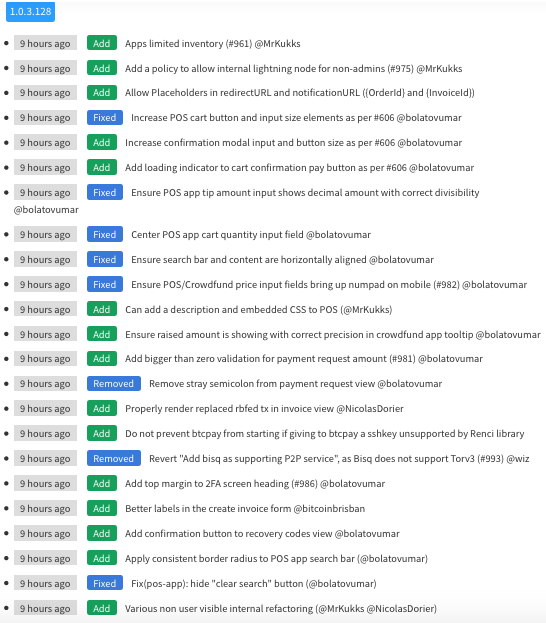 1.0.3.128
9 hours ago Add Apps limited inventory (#961) @MrKukks
9 hours ago Add Add a policy to allow internal lightning node for non-admins (#975) @MrKukks
9 hours ago Add Allow Placeholders in redirectURL and notificationURL ({OrderId} and {InvoiceId})
9 hours ago Fixed Increase POS cart button and input size elements as per #606 @bolatovumar
9 hours ago Add Increase confirmation modal input and button size as per #606 @bolatovumar
9 hours ago Add Add loading indicator to cart confirmation pay button as per #606 @bolatovumar
9 hours ago Fixed Ensure POS app tip amount input shows decimal amount with correct divisibility
@bolatovumar
9 hours ago Fixed Center POS app cart quantity input field @bolatovumar
9 hours ago Fixed Ensure search bar and content are horizontally aligned @bolatovumar
9 hours ago Fixed Ensure POS/Crowdfund price input fields bring up numpad on mobile (#982) @bolatovumar
9 hours ago Add Can add a description and embedded CSS to POS (@MrKukks)
9 hours ago Add Ensure raised amount is showing with correct precision in crowdfund app tooltip @bolatovumar
9 hours ago Add Add bigger than zero validation for payment request amount (#981) @bolatovumar
9 hours ago Removed Remove stray semicolon from payment request view @bolatovumar
9 hours ago Add Properly render replaced rbfed tx in invoice view @NicolasDorier
9 hours ago Add Do not prevent btcpay from starting if giving to btcpay a sshkey unsupported by Renci library
9 hours ago Removed Revert "Add bisq as supporting P2P service", as Bisq does not support Torv3 (#993) @wiz
9 hours ago Add Add top margin to 2FA screen heading (#986) @bolatovumar
9 hours ago Add Better labels in the create invoice form @bitcoinbrisban
9 hours ago Add Add confirmation button to recovery codes view @bolatovumar
9 hours ago Add Apply consistent border radius to POS app search bar (@bolatovumar)
9 hours ago Fixed Fix(pos-app): hide "clear search" button (@bolatovumar)
9 hours ago Add Various non user visible internal refactoring (@MrKukks @NicolasDorier)